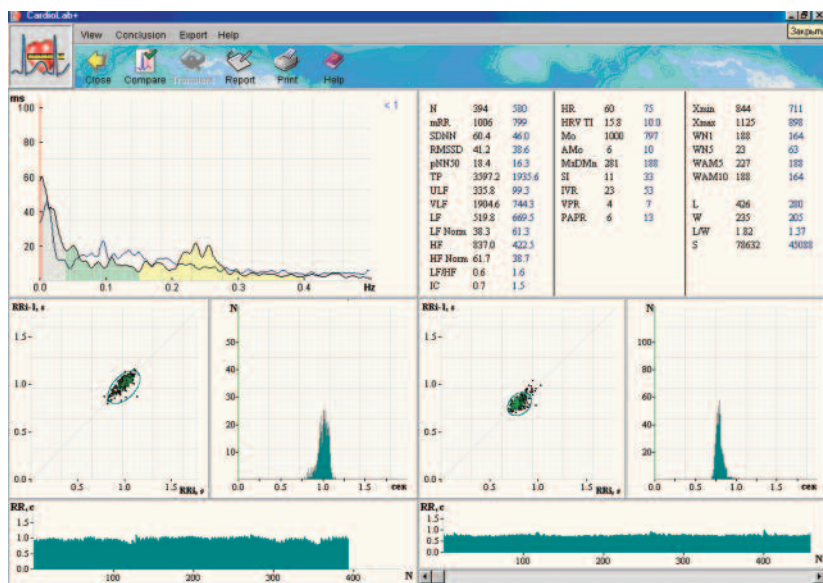 CardioLab+
View Conclusion Export Help
Закрыть
Close Compare Transient Report Print Help
ms
< 1
100
80
60
40
20
0.0 0.1 0.2 0.3 0.4 Hz
N 394 580 HR 60 75 Xmin 844 711
mRR 1006 799 HRV TI 15.8 10.0 Xmax 1125 898
SDNN 60.4 46.0 Mo 1000 797 WN1 188 164
RMSSD 41.2 38.6 AMo 6 10 WN5 23 63
pNN50 18.4 16.3 MxDMn 281 188 WAM5 227 188
TP 3597.2 1935.6 SI 11 33 WAM10 188 164
ULF 335.8 99.3 IVR 23 53
VLF 1904.6 744.3 VPR 4 7 L 426 280
LF 519.8 669.5 PAPR 6 13 W 235 205
LF Norm 38.3 61.3 L/W 1.82 1.37
HF 837.0 422.5 S 78632 45088
HF Norm 61.7 38.7
LF/HF 0.6 1.6
IC 0.7 1.5
RRi-1, s
1.5
1.0
0.5
0.0
0.5 1.0 1.5
RRi, s
N
50
40
30
20
10
0.0 0.5 1.0 1.5 сек
RRi-1, s
1.5
1.0
0.5
0.0
0.5 1.0 1.5
RRi, s
N
100
80
60
40
20
0.0 0.5 1.0 1.5 сек
RR, c
1.5
1.0
0.5
0.0
100 200 300 400 N
RR, c
1.5
1.0
0.5
0.0
100 200 300 400 N